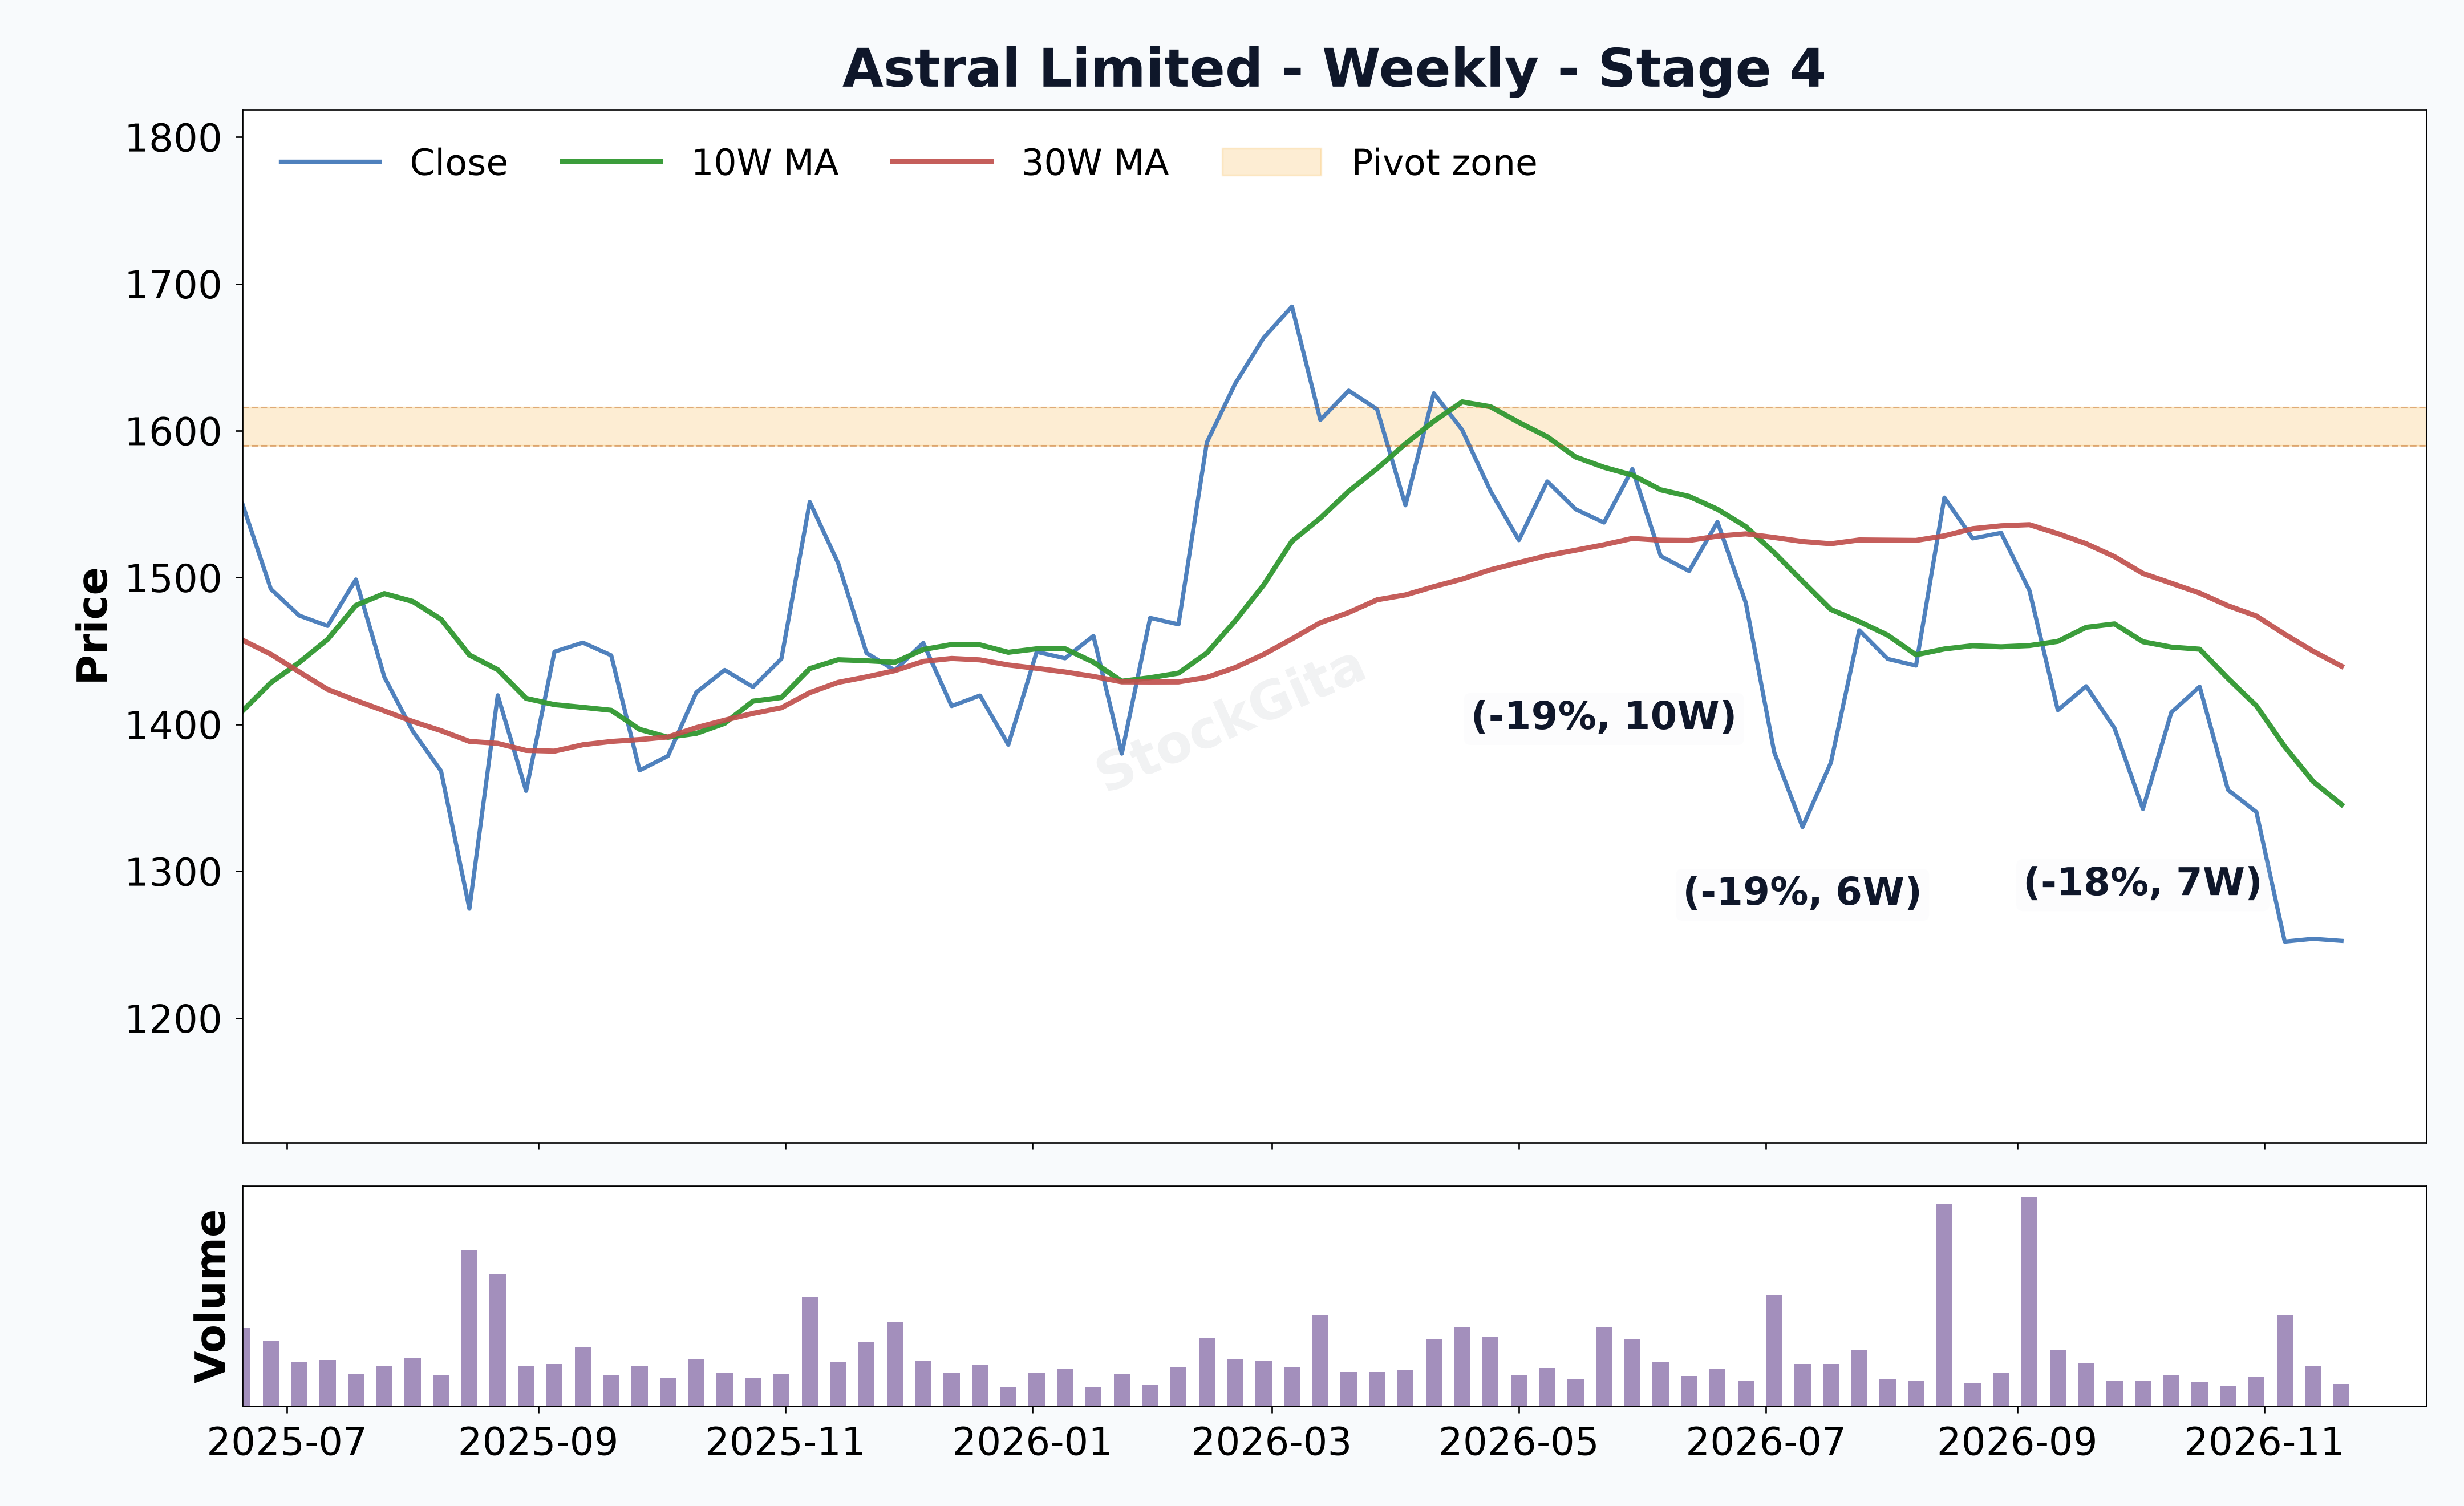 Astral Limited - Weekly - Stage 4
Close
10W MA
30W MA
Pivot zone
1800
1700
1600
1500
1400
1300
1200
Price
StockGita
(-19%, 10W)
(-19%, 6W)
(-18%, 7W)
Volume
2025-07
2025-09
2025-11
2026-01
2026-03
2026-05
2026-07
2026-09
2026-11